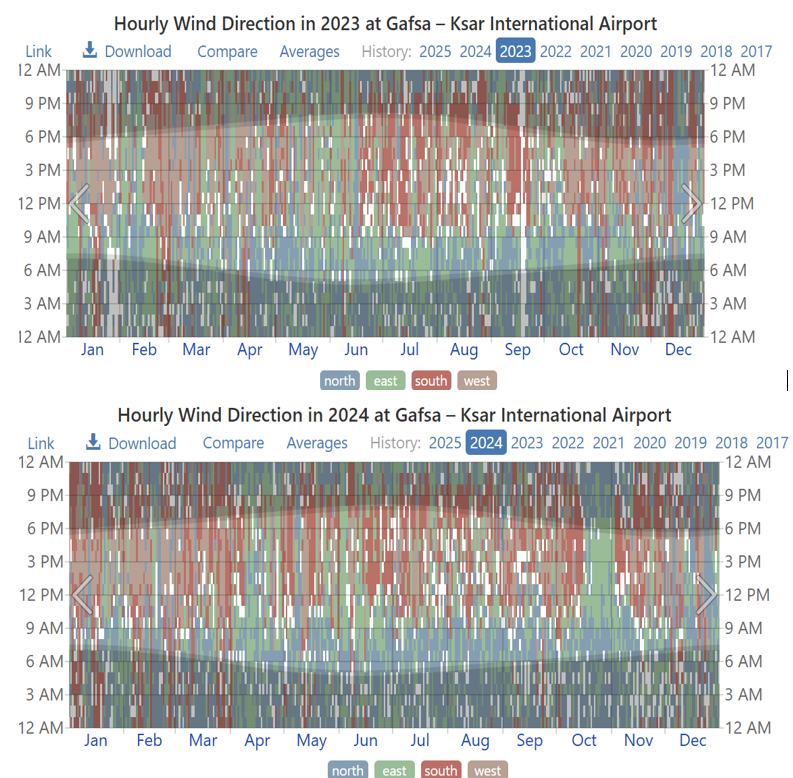 Hourly Wind Direction in 2023 at Gafsa – Ksar International Airport
Link Download Compare Averages History: 2025 2024 2023 2022 2021 2020 2019 2018 2017
12 AM 12 AM
9 PM 9 PM
6 PM 6 PM
3 PM 3 PM
12 PM 12 PM
9 AM 9 AM
6 AM 6 AM
3 AM 3 AM
12 AM 12 AM
Jan Feb Mar Apr May Jun Jul Aug Sep Oct Nov Dec
north east south west
Hourly Wind Direction in 2024 at Gafsa – Ksar International Airport
Link Download Compare Averages History: 2025 2024 2023 2022 2021 2020 2019 2018 2017
12 AM 12 AM
9 PM 9 PM
6 PM 6 PM
3 PM 3 PM
12 PM 12 PM
9 AM 9 AM
6 AM 6 AM
3 AM 3 AM
12 AM 12 AM
Jan Feb Mar Apr May Jun Jul Aug Sep Oct Nov Dec
north east south west